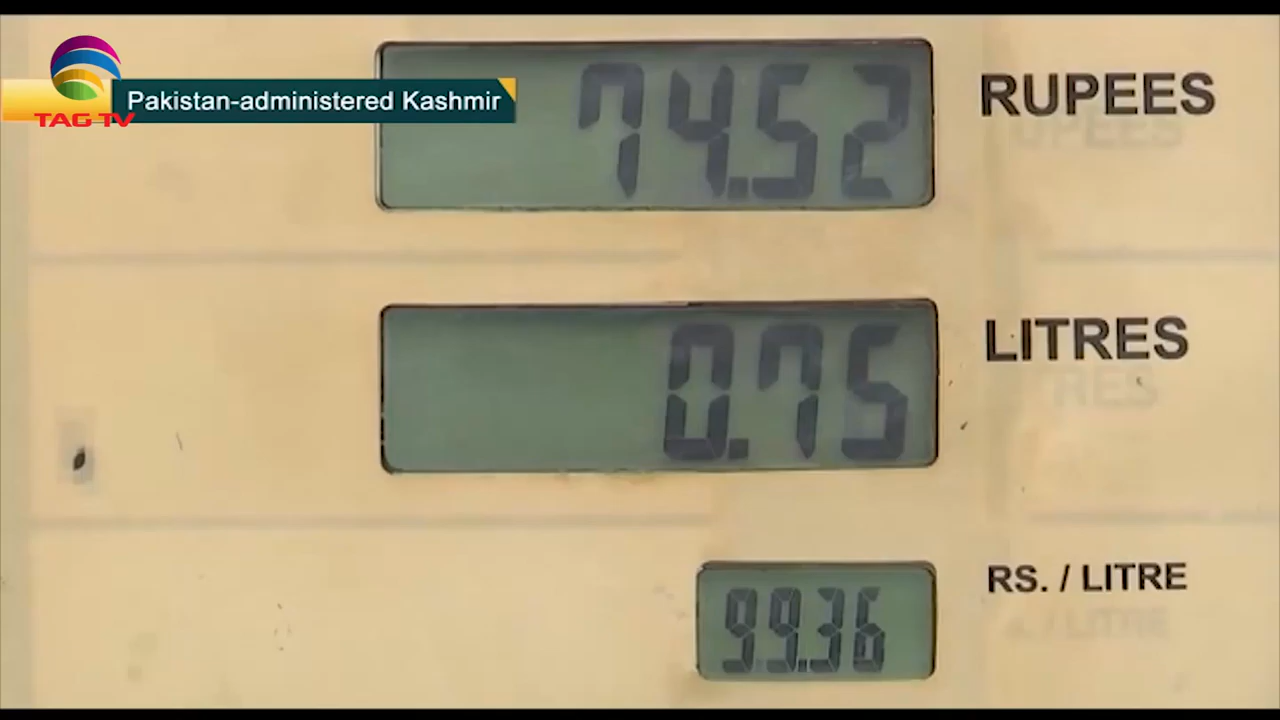 TAG TV
Pakistan-administered Kashmir
74.52 RUPEES
0.75 LITRES
99.36 RS. / LITRE